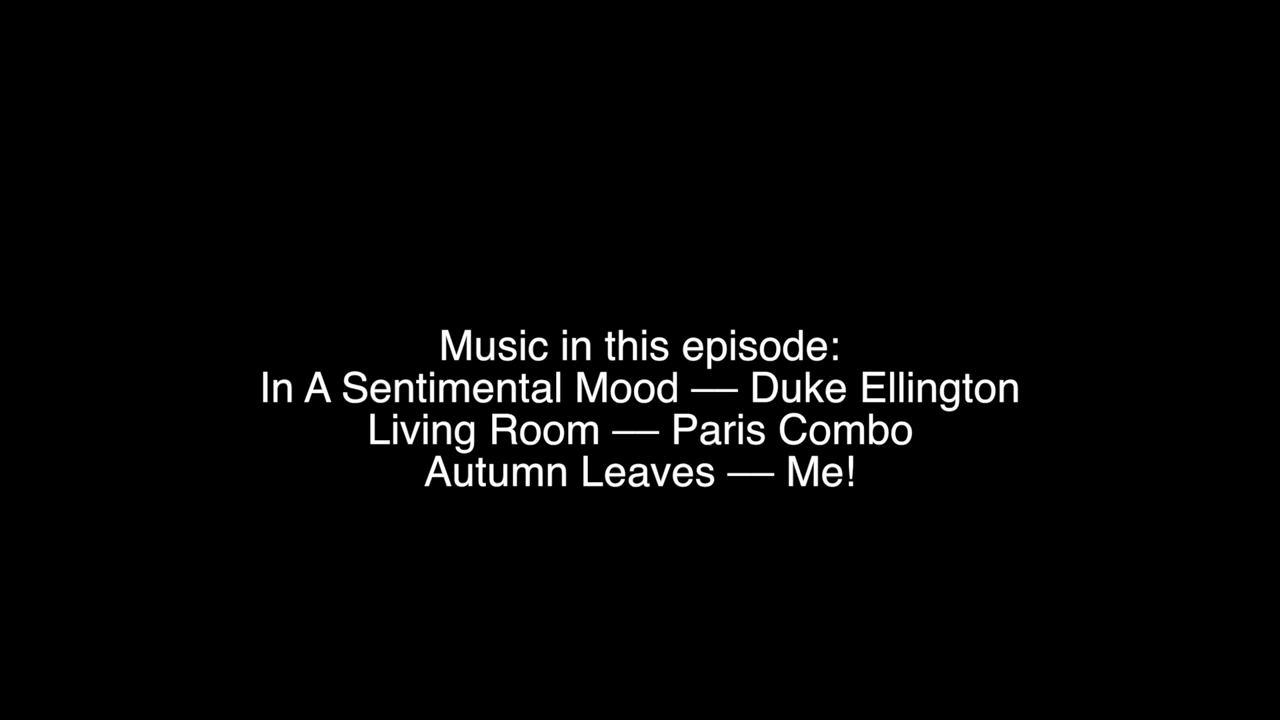 Music in this episode:
In A Sentimental Mood — Duke Ellington
Living Room — Paris Combo
Autumn Leaves — Me!